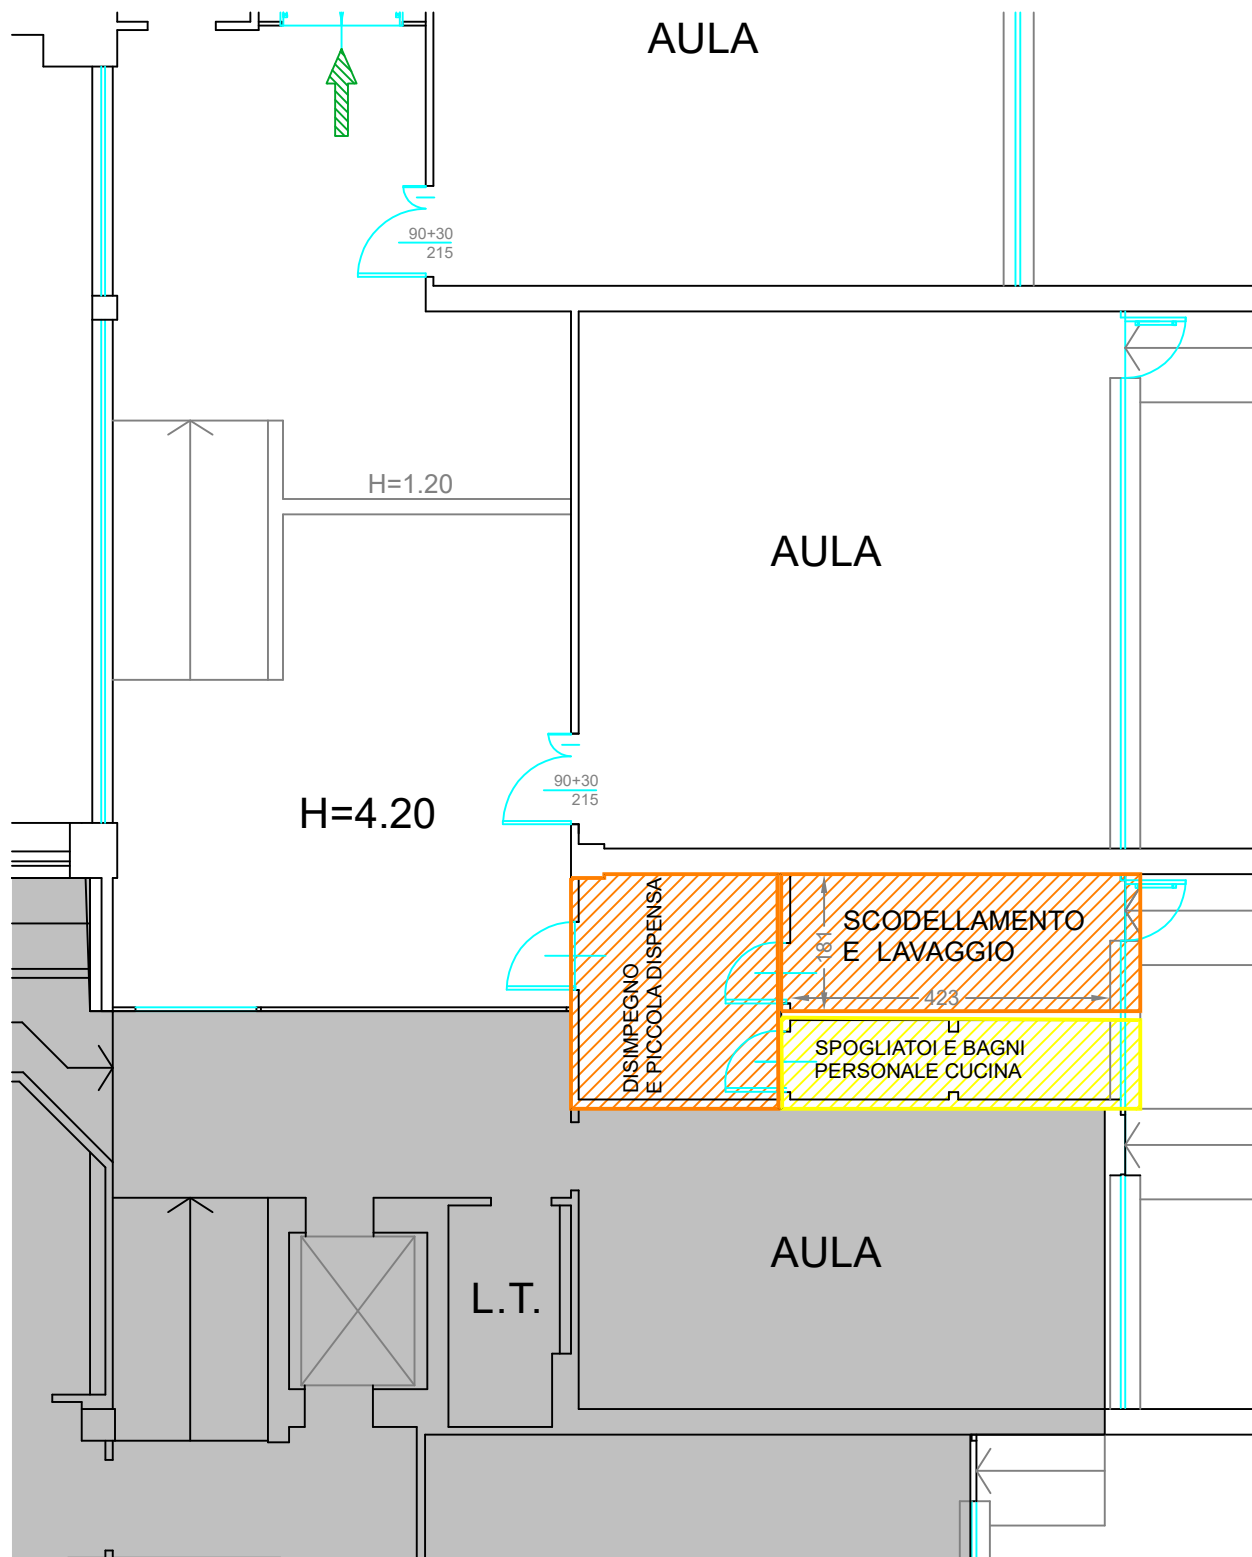 AULA
90+30
215
H=1.20
AULA
90+30
215
H=4.20
DISIMPEGNO
E PICCOLA DISPENSA
181
SCODELLAMENTO
E LAVAGGIO
423
SPOGLIATOI E BAGNI
PERSONALE CUCINA
AULA
L.T.